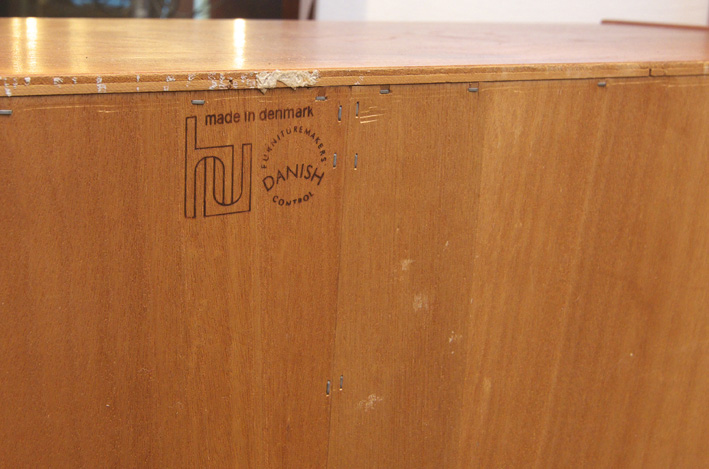 made in denmark
hu
FURNITUREMAKERS
DANISH
CONTROL